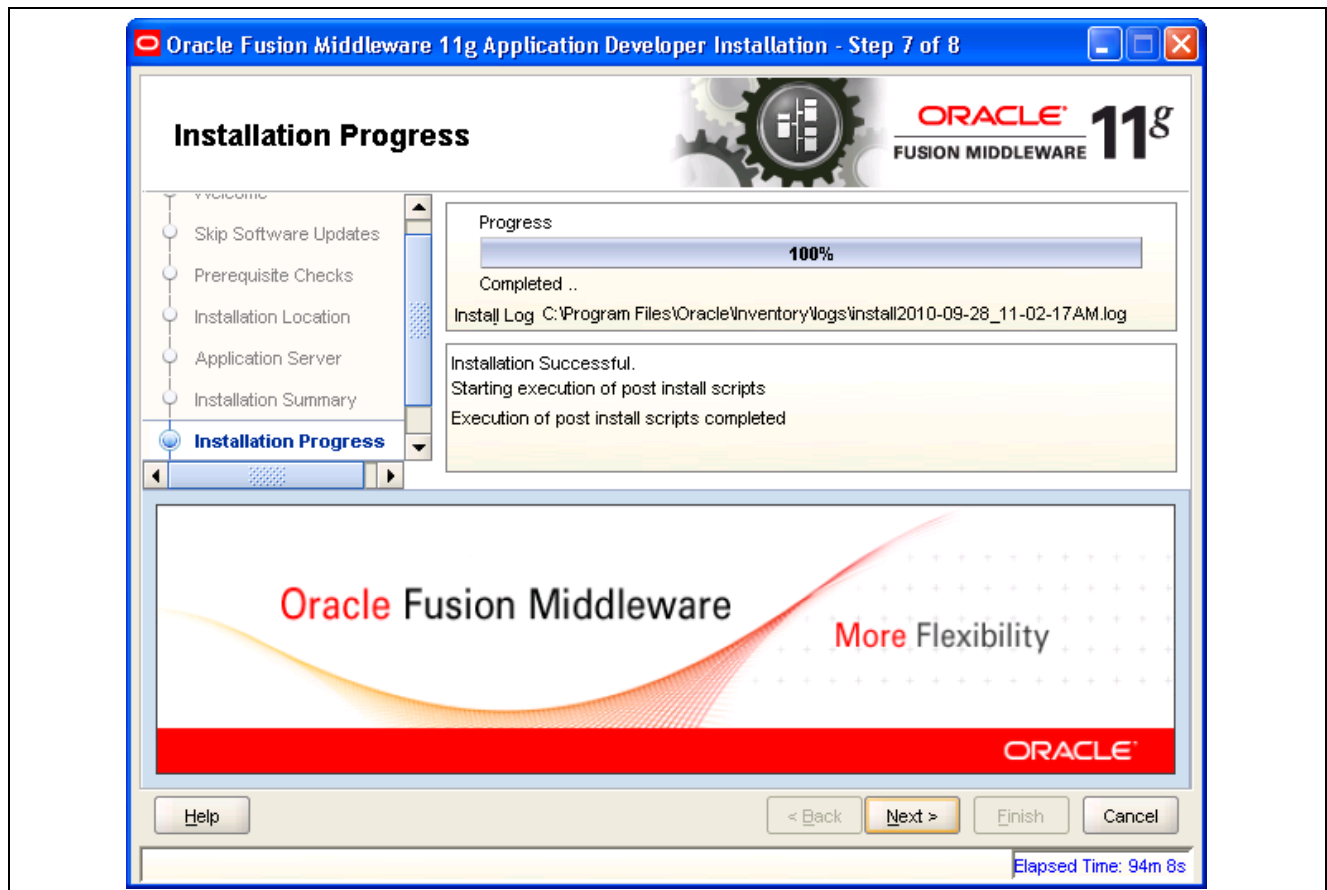 Oracle Fusion Middleware 11g Application Developer Installation - Step 7 of 8
Installation Progress
ORACLE
FUSION MIDDLEWARE
11g
Welcome
Skip Software Updates
Prerequisite Checks
Installation Location
Application Server
Installation Summary
Installation Progress
Progress
100%
Completed ..
Install Log C:\Program Files\Oracle\Inventory\logs\install2010-09-28_11-02-17AM.log
Installation Successful.
Starting execution of post install scripts
Execution of post install scripts completed
Oracle Fusion Middleware
More Flexibility
ORACLE
Help
< Back
Next >
Finish
Cancel
Elapsed Time: 94m 8s